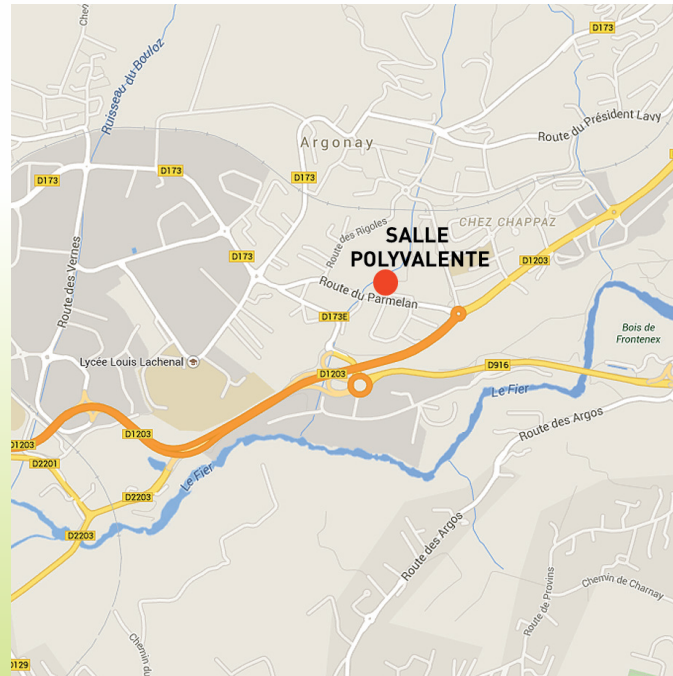 D173
Ruisseau du Bouloz
Route du Président Lavy
Argonay
D173
D173
D173
CHEZ CHAPPAZ
Route des Rigoles
SALLE
POLYVALENTE
Route des Vernes
D173
D1203
Route du Parmelan
D173E
Bois de
Frontenex
Lycée Louis Lachenal
D1203
D916
Le Fier
Route des Argos
D1203
D1203
D2201
Le Fier
D2203
D2203
Route des Argos
Route de Provins
Chemin de Charnay
Chemin du
D129